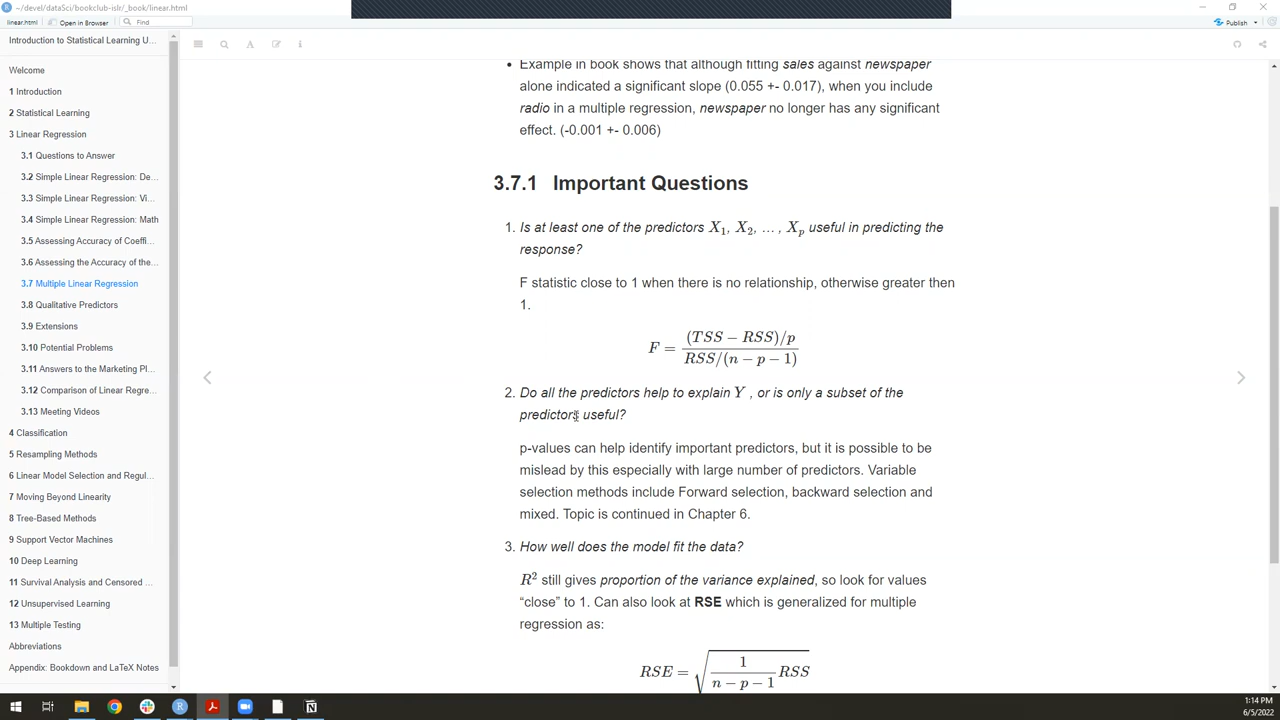 ~/devel/dataSci/bookclub-islr/_book/linear.html
linear.html
Open in Browser
Find
Publish
Introduction to Statistical Learning U...
Welcome
1 Introduction
2 Statistical Learning
3 Linear Regression
3.1 Questions to Answer
3.2 Simple Linear Regression: De...
3.3 Simple Linear Regression: Vi...
3.4 Simple Linear Regression: Math
3.5 Assessing Accuracy of Coeffi...
3.6 Assessing the Accuracy of the...
3.7 Multiple Linear Regression
3.8 Qualitative Predictors
3.9 Extensions
3.10 Potential Problems
3.11 Answers to the Marketing Pl...
3.12 Comparison of Linear Regre...
3.13 Meeting Videos
4 Classification
5 Resampling Methods
6 Linear Model Selection and Regul...
7 Moving Beyond Linearity
8 Tree-Based Methods
9 Support Vector Machines
10 Deep Learning
11 Survival Analysis and Censored ...
12 Unsupervised Learning
13 Multiple Testing
Abbreviations
Appendix: Bookdown and LaTeX Notes
• Example in book shows that although fitting sales against newspaper
alone indicated a significant slope (0.055 +- 0.017), when you include
radio in a multiple regression, newspaper no longer has any significant
effect. (-0.001 +- 0.006)
3.7.1 Important Questions
1. Is at least one of the predictors X₁, X₂, ... , Xₚ useful in predicting the
response?
F statistic close to 1 when there is no relationship, otherwise greater then
1.
F = (TSS − RSS)/p
RSS/(n − p − 1)
2. Do all the predictors help to explain Y , or is only a subset of the
predictors useful?
p-values can help identify important predictors, but it is possible to be
mislead by this especially with large number of predictors. Variable
selection methods include Forward selection, backward selection and
mixed. Topic is continued in Chapter 6.
3. How well does the model fit the data?
R² still gives proportion of the variance explained, so look for values
“close” to 1. Can also look at RSE which is generalized for multiple
regression as:
RSE = √ 1
n − p − 1 RSS
1:14 PM
6/5/2022